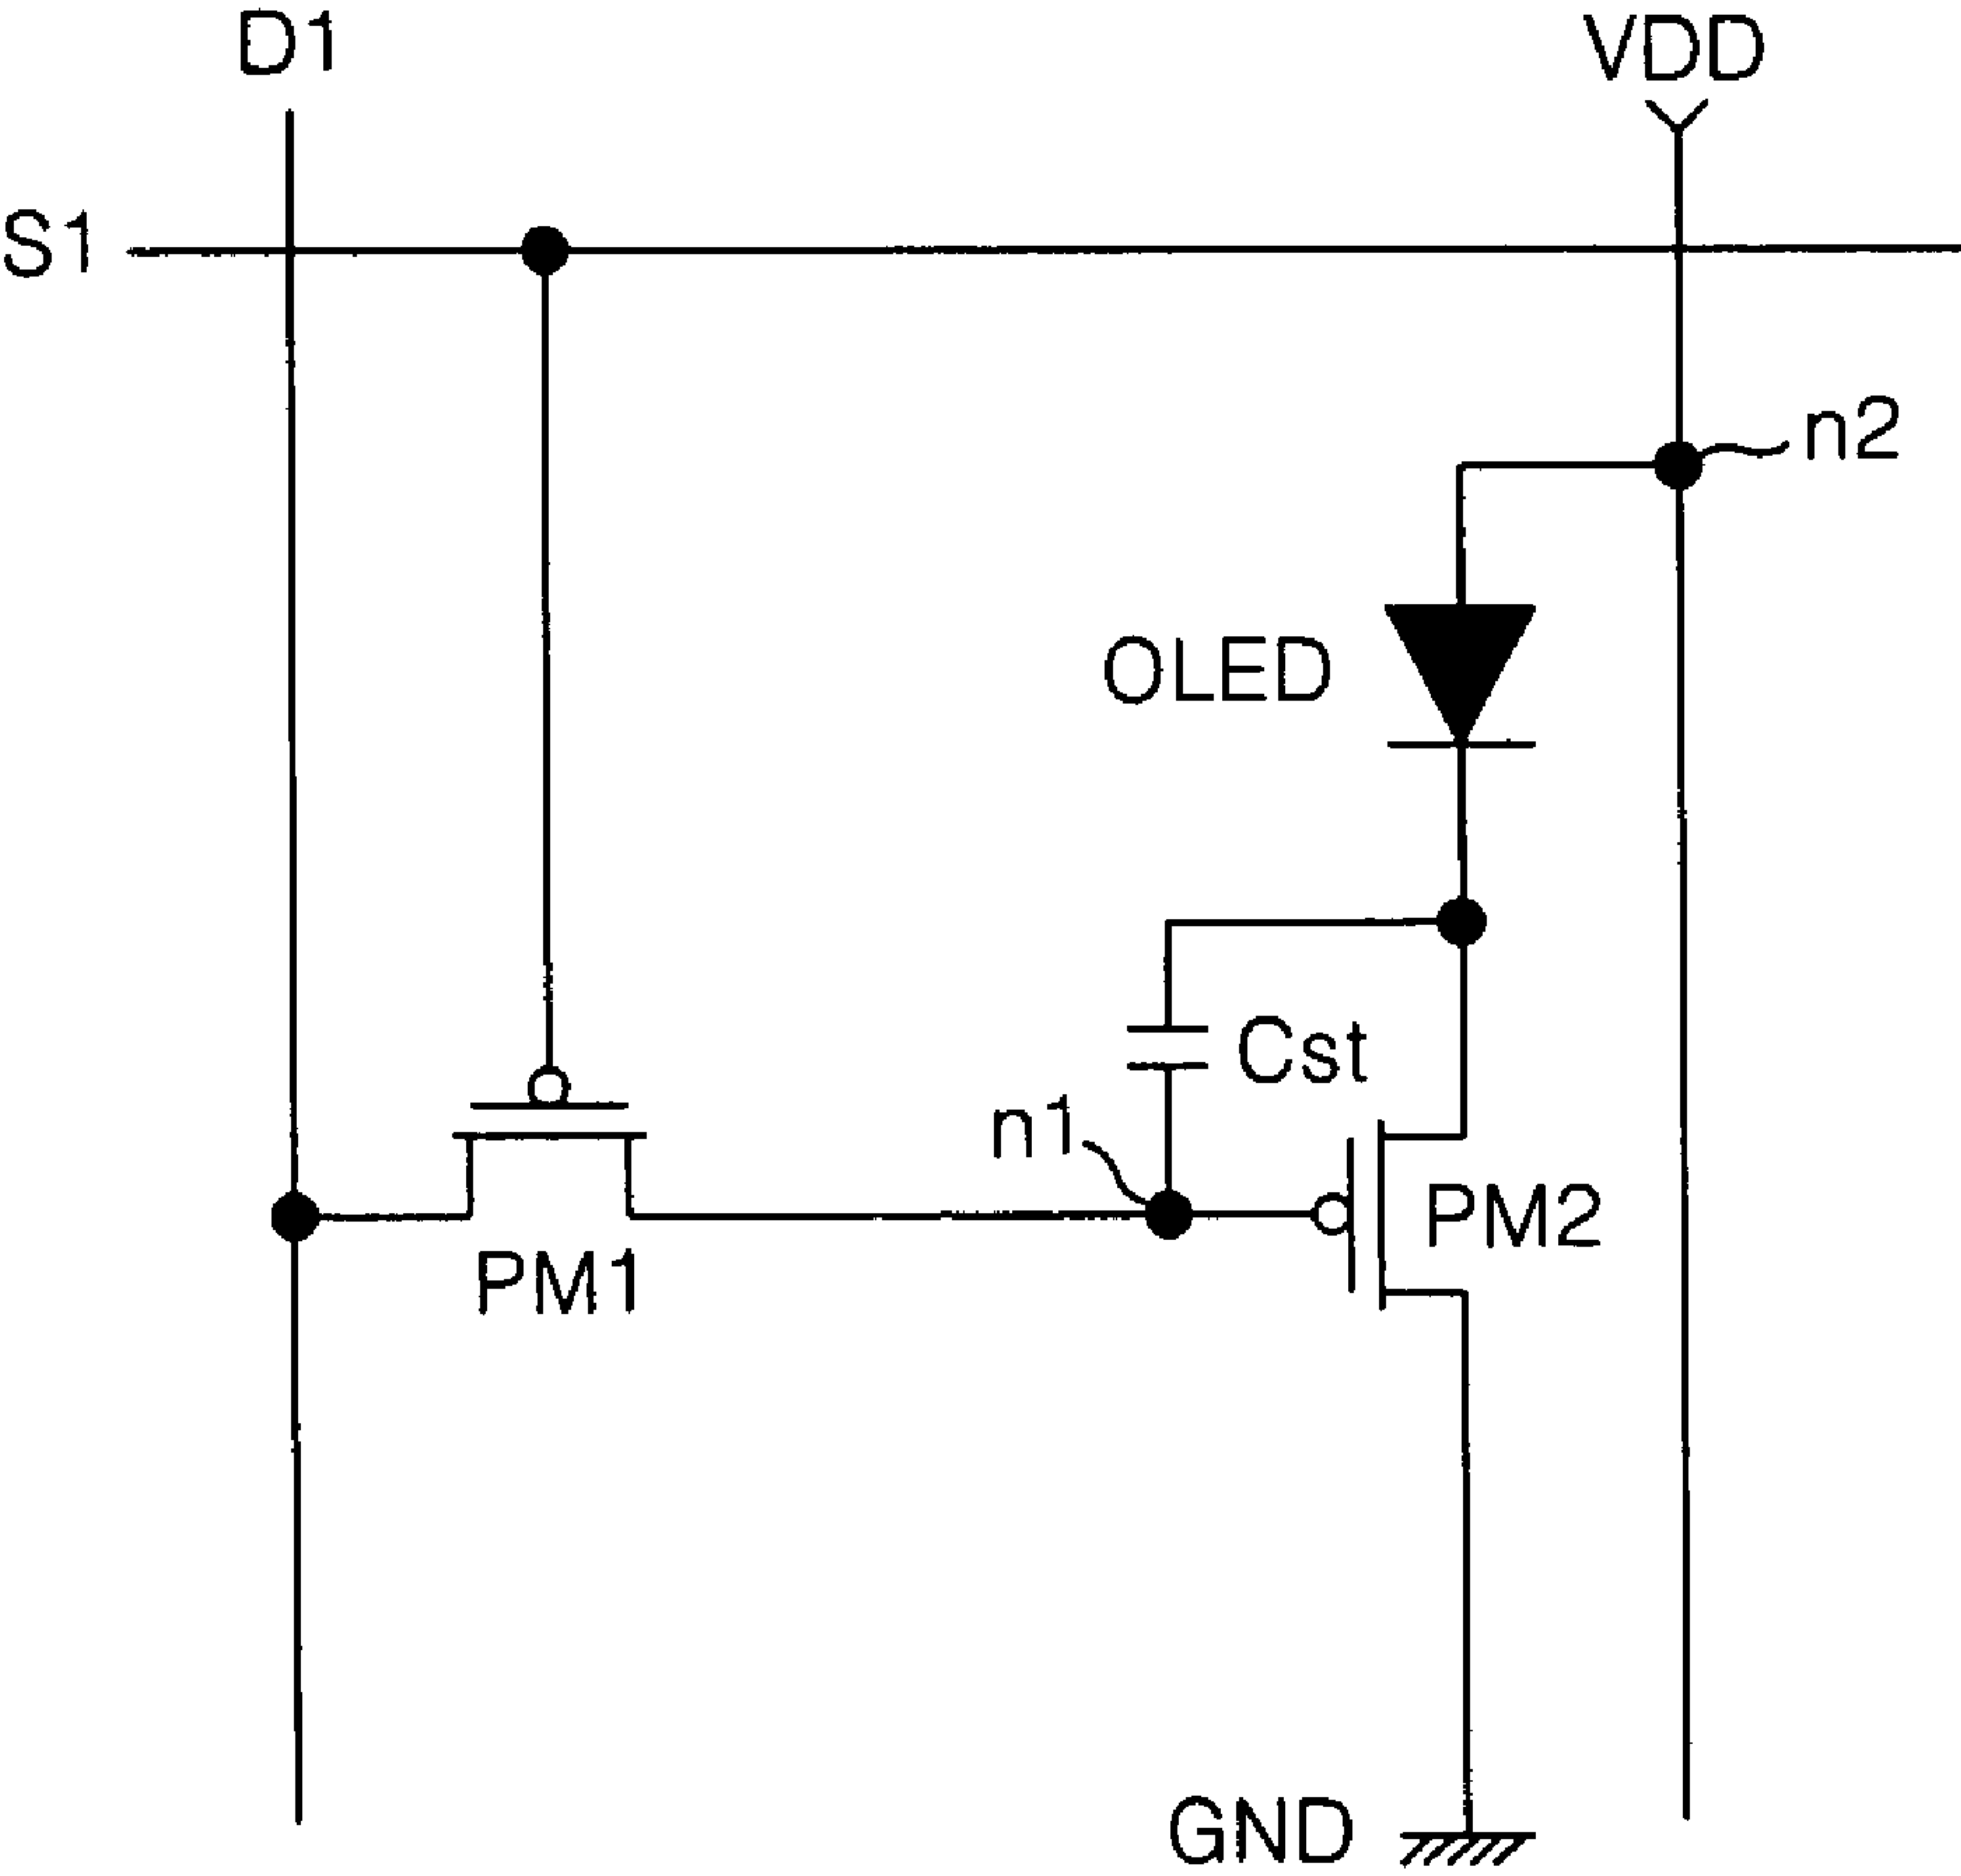 D1
VDD
S1
n2
OLED
Cst
n1
PM2
PM1
GND